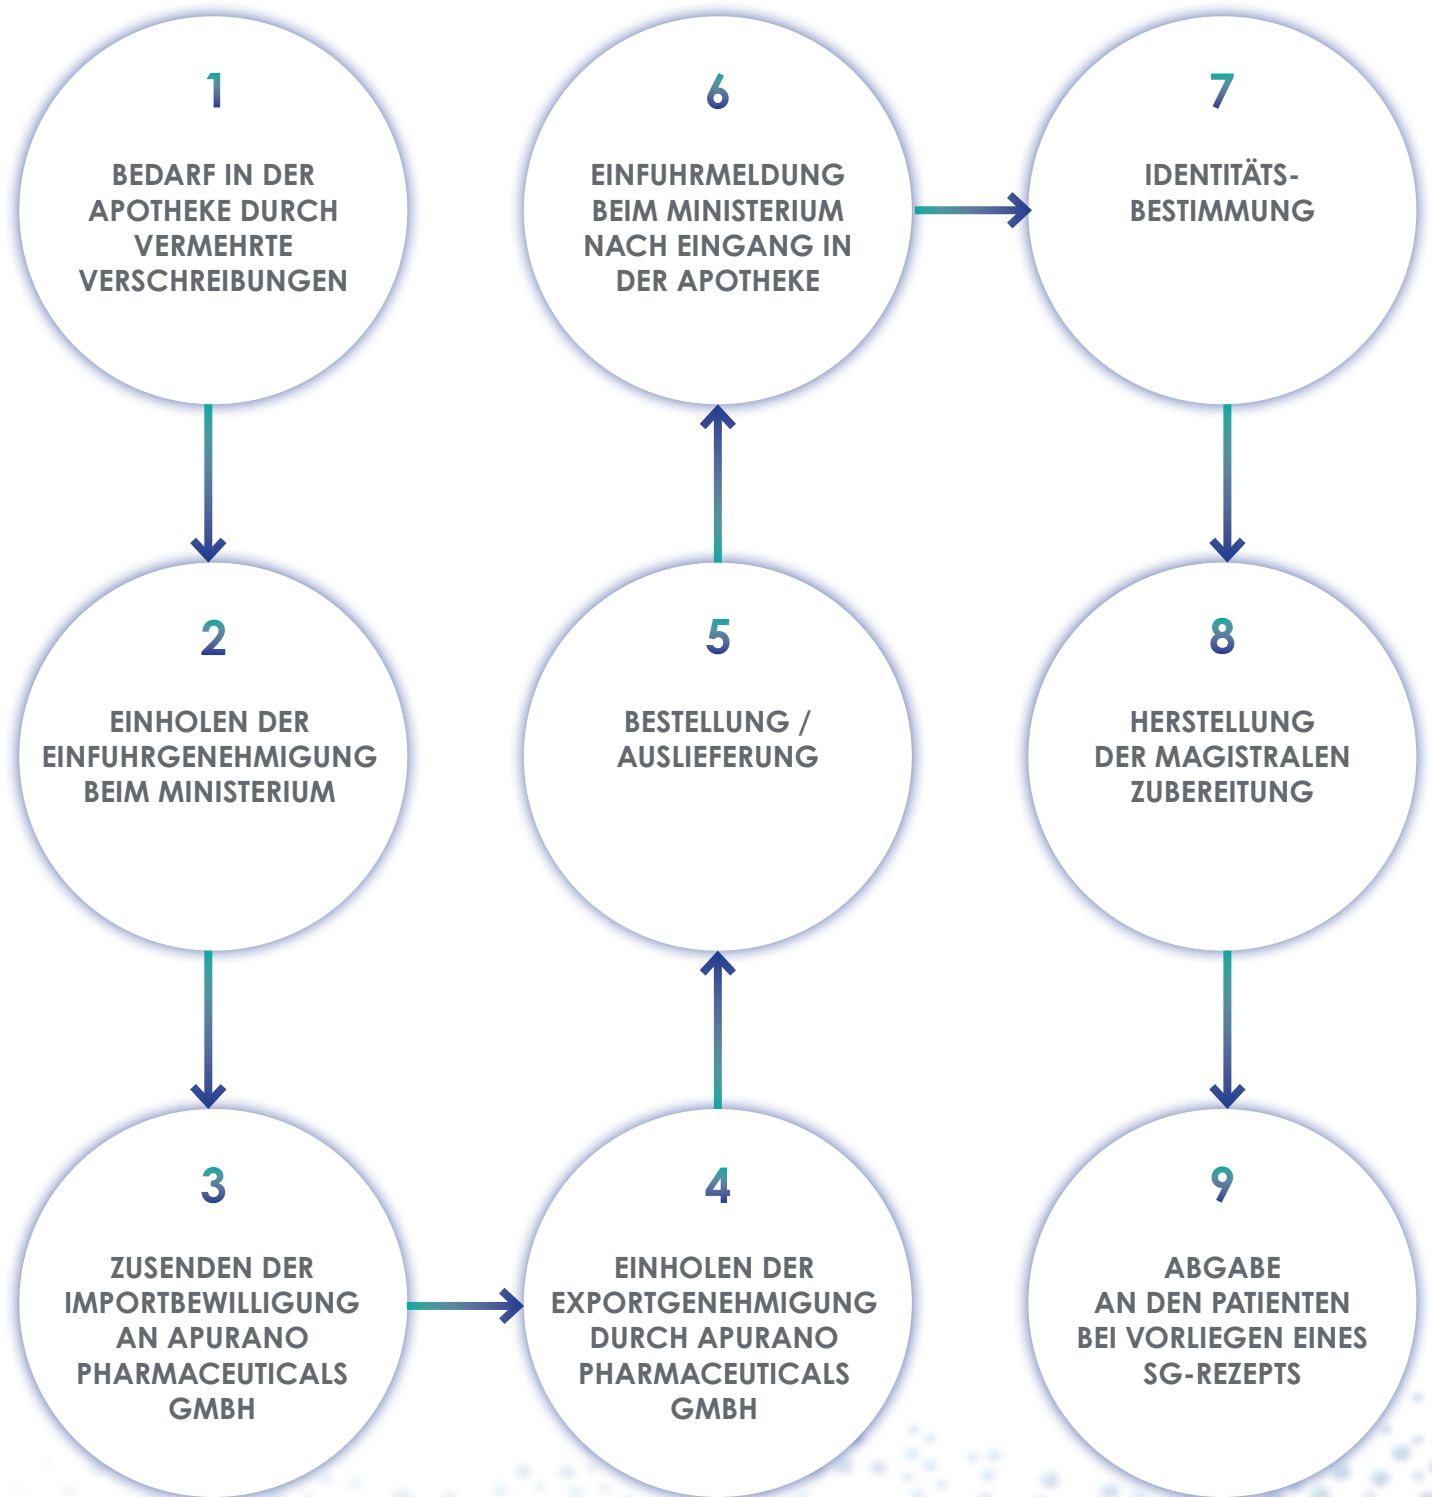 1
BEDARF IN DER
APOTHEKE DURCH
VERMEHRTE
VERSCHREIBUNGEN
2
EINHOLEN DER
EINFUHRGENEHMIGUNG
BEIM MINISTERIUM
3
ZUSENDEN DER
IMPORTBEWILLIGUNG
AN APURANO
PHARMACEUTICALS
GMBH
4
EINHOLEN DER
EXPORTGENEHMIGUNG
DURCH APURANO
PHARMACEUTICALS
GMBH
5
BESTELLUNG /
AUSLIEFERUNG
6
EINFUHRMELDUNG
BEIM MINISTERIUM
NACH EINGANG IN
DER APOTHEKE
7
IDENTITÄTS-
BESTIMMUNG
8
HERSTELLUNG
DER MAGISTRALEN
ZUBEREITUNG
9
ABGABE
AN DEN PATIENTEN
BEI VORLIEGEN EINES
SG-REZEPTS